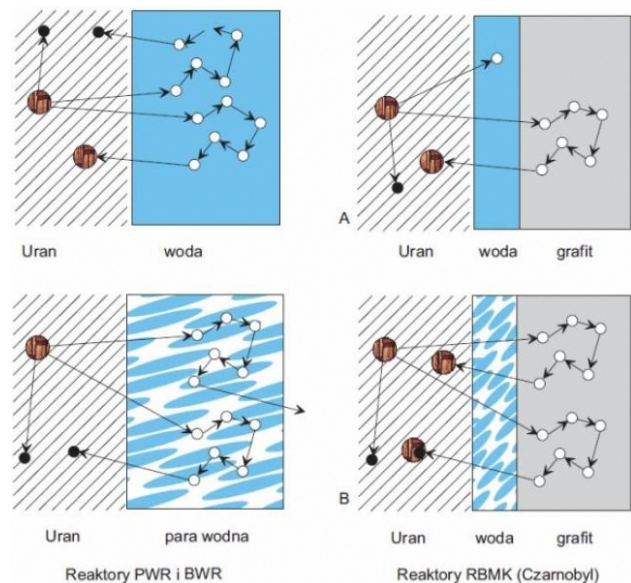 A
Uran woda
Uran woda grafit
B
Uran para wodna
Uran woda grafit
Reaktory PWR i BWR
Reaktory RBMK (Czarnobyl)